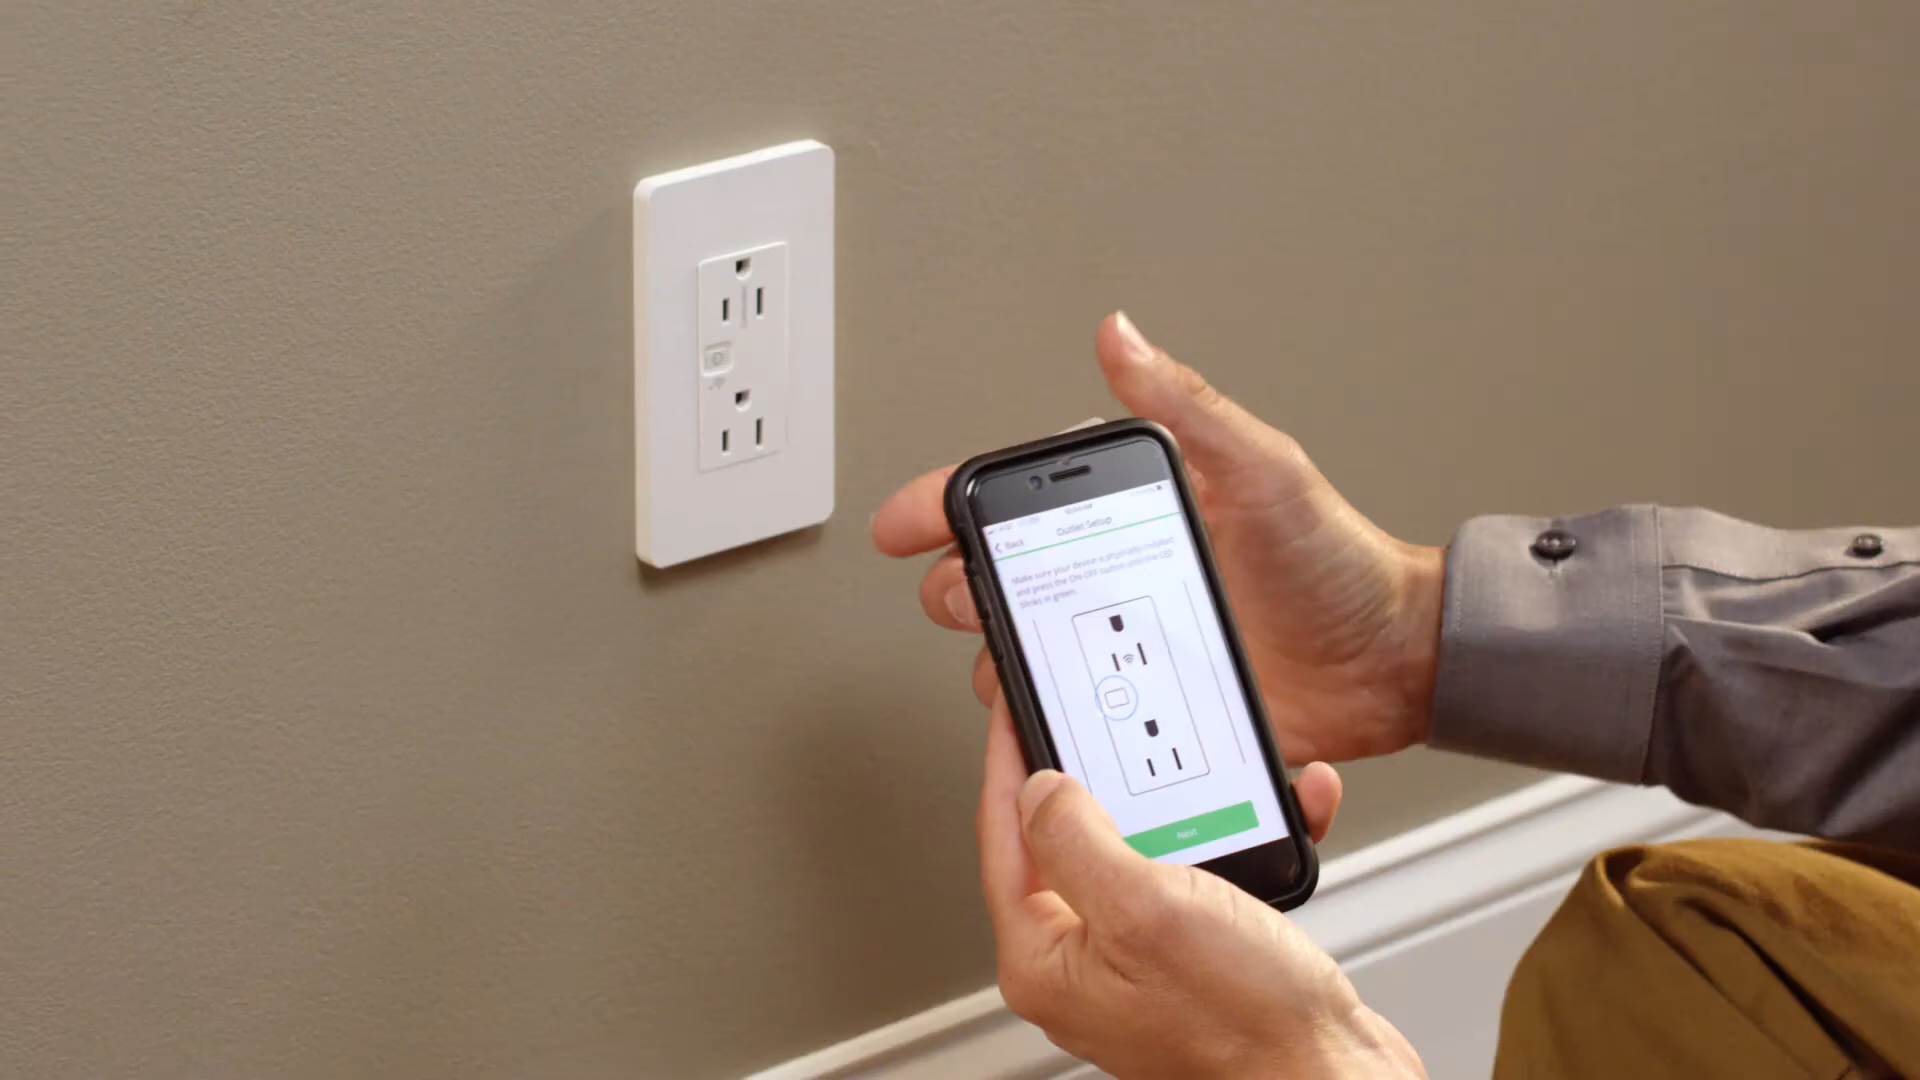 Outlet Setup
Back
Make sure your device is physically installed
and press the ON-OFF button until the LED
blinks in green.
Next